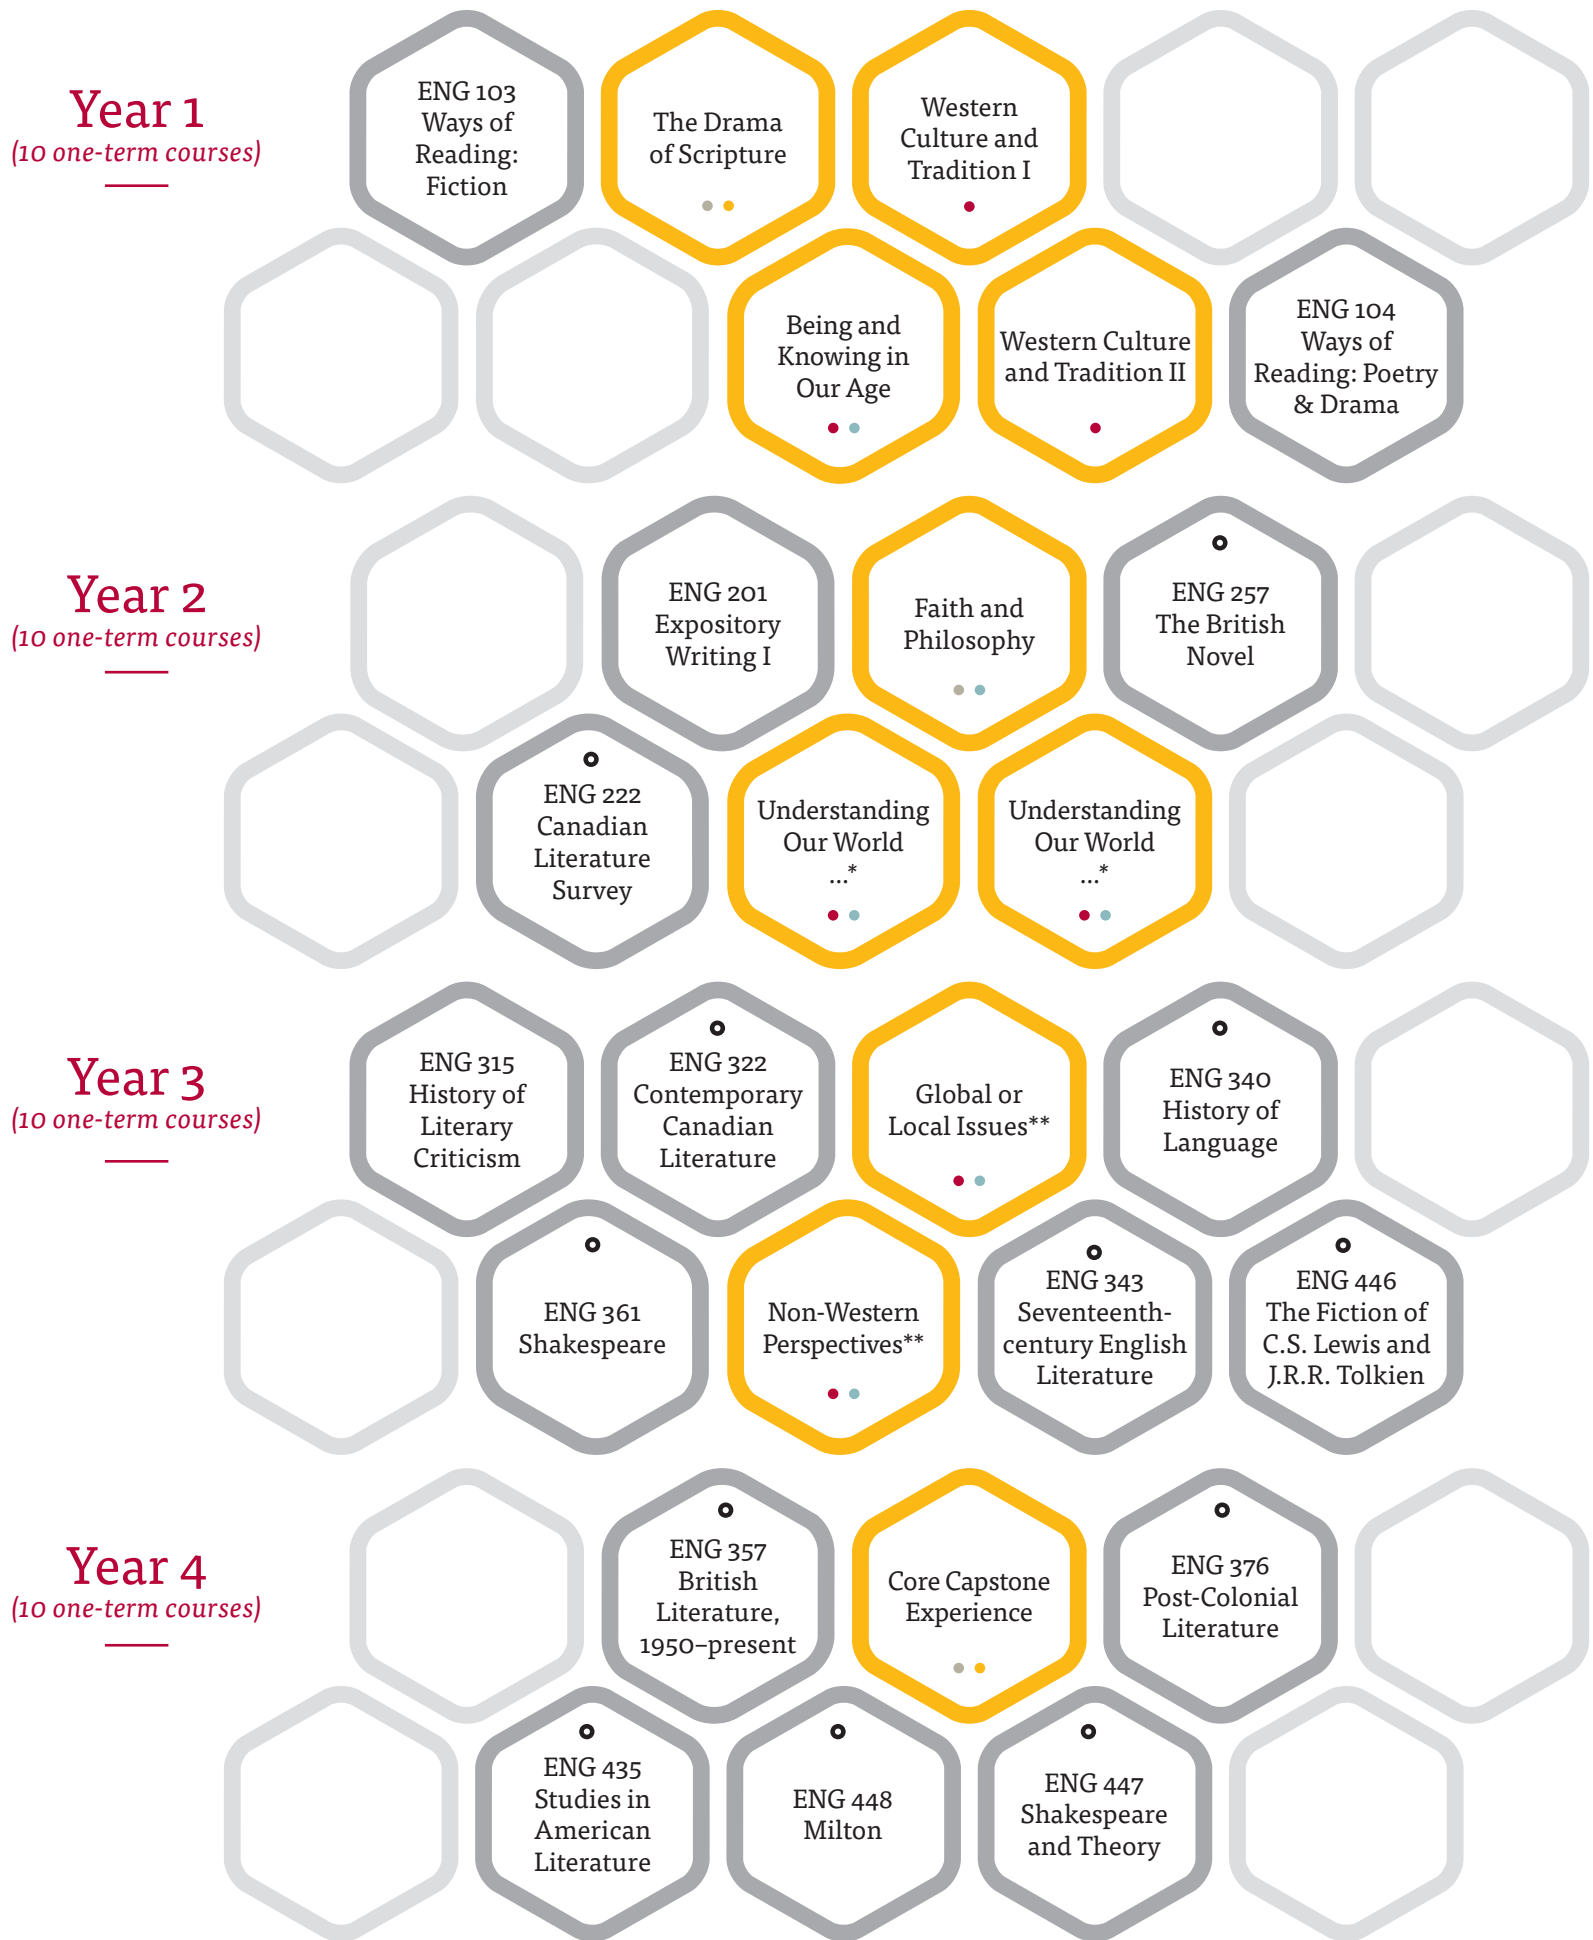 Year 1
(10 one-term courses)
ENG 103
Ways of
Reading:
Fiction
The Drama
of Scripture
Western
Culture and
Tradition I
Being and
Knowing in
Our Age
Western Culture
and Tradition II
ENG 104
Ways of
Reading: Poetry
& Drama
Year 2
(10 one-term courses)
ENG 201
Expository
Writing I
Faith and
Philosophy
ENG 257
The British
Novel
ENG 222
Canadian
Literature
Survey
Understanding
Our World
...*
Understanding
Our World
...*
Year 3
(10 one-term courses)
ENG 315
History of
Literary
Criticism
ENG 322
Contemporary
Canadian
Literature
Global or
Local Issues**
ENG 340
History of
Language
ENG 361
Shakespeare
Non-Western
Perspectives**
ENG 343
Seventeenth-
century English
Literature
ENG 446
The Fiction of
C.S. Lewis and
J.R.R. Tolkien
Year 4
(10 one-term courses)
ENG 357
British
Literature,
1950–present
Core Capstone
Experience
ENG 376
Post-Colonial
Literature
ENG 435
Studies in
American
Literature
ENG 448
Milton
ENG 447
Shakespeare
and Theory